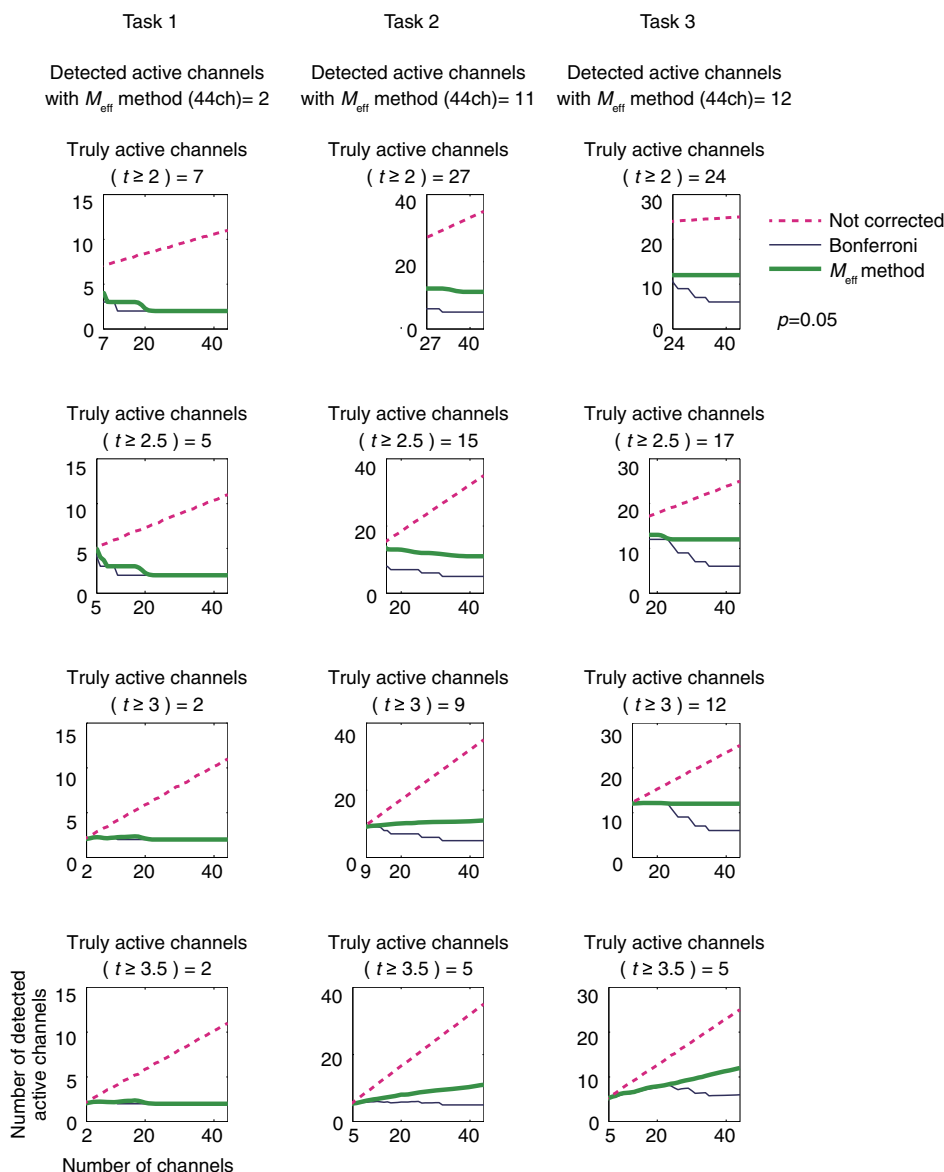 Task 1
Task 2
Task 3
Detected active channels
with Meff method (44ch)= 2
Detected active channels
with Meff method (44ch)= 11
Detected active channels
with Meff method (44ch)= 12
Truly active channels
( t ≥ 2 ) = 7
15
10
5
0
7
20
40
Truly active channels
( t ≥ 2 ) = 27
40
20
0
27
40
Truly active channels
( t ≥ 2 ) = 24
30
20
10
0
24
40
Not corrected
Bonferroni
Meff method
p=0.05
Truly active channels
( t ≥ 2.5 ) = 5
15
10
5
0
5
20
40
Truly active channels
( t ≥ 2.5 ) = 15
40
20
0
20
40
Truly active channels
( t ≥ 2.5 ) = 17
30
20
10
0
20
40
Truly active channels
( t ≥ 3 ) = 2
15
10
5
0
2
20
40
Truly active channels
( t ≥ 3 ) = 9
40
20
0
9
20
40
Truly active channels
( t ≥ 3 ) = 12
30
20
10
0
20
40
Truly active channels
( t ≥ 3.5 ) = 2
15
10
5
0
2
20
40
Number of detected
active channels
Number of channels
Truly active channels
( t ≥ 3.5 ) = 5
40
20
0
5
20
40
Truly active channels
( t ≥ 3.5 ) = 5
30
20
10
0
5
20
40